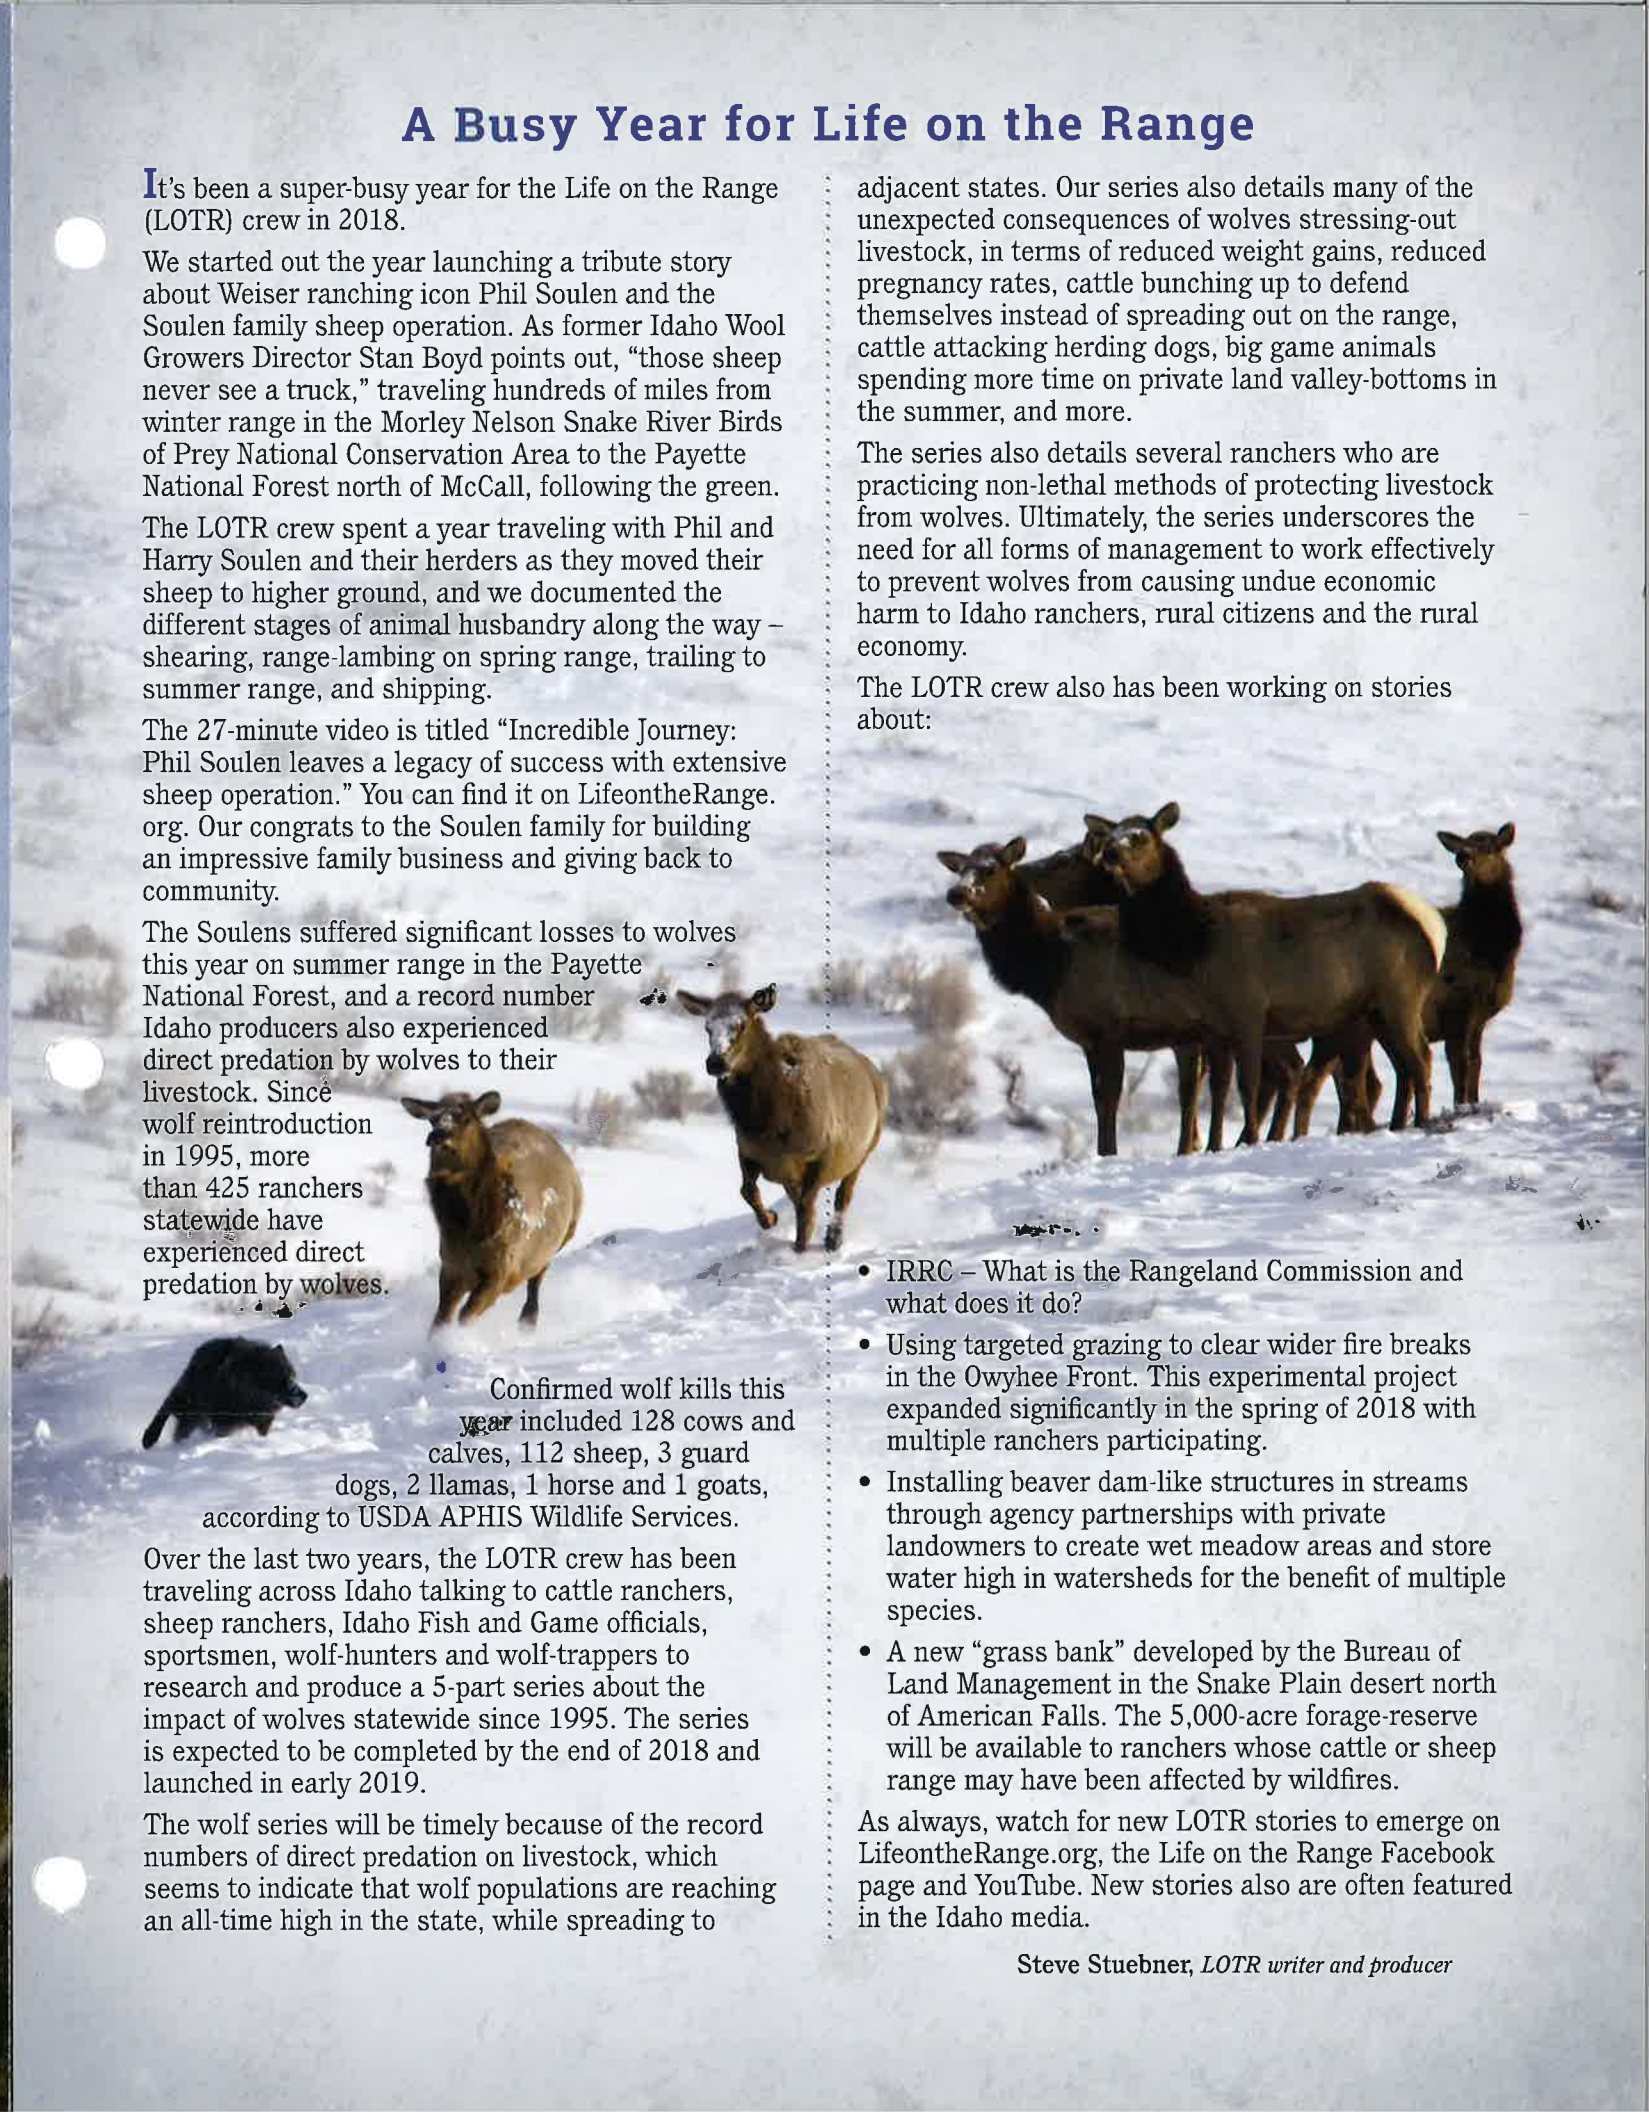 A Busy Year for Life on the Range
It's been a super-busy year for the Life on the Range
(LOTR) crew in 2018.
We started out the year launching a tribute story
about Weiser ranching icon Phil Soulen and the
Soulen family sheep operation. As former Idaho Wool
Growers Director Stan Boyd points out, “those sheep
never see a truck,” traveling hundreds of miles from
winter range in the Morley Nelson Snake River Birds
of Prey National Conservation Area to the Payette
National Forest north of McCall, following the green.
The LOTR crew spent a year traveling with Phil and
Harry Soulen and their herders as they moved their
sheep to higher ground, and we documented the
different stages of animal husbandry along the way –
shearing, range-lambing on spring range, trailing to
summer range, and shipping.
The 27-minute video is titled “Incredible Journey:
Phil Soulen leaves a legacy of success with extensive
sheep operation.” You can find it on LifeontheRange.
org. Our congrats to the Soulen family for building
an impressive family business and giving back to
community.
The Soulens suffered significant losses to wolves
this year on summer range in the Payette
National Forest, and a record number of
Idaho producers also experienced
direct predation by wolves to their
livestock. Since
wolf reintroduction
in 1995, more
than 425 ranchers
statewide have
experienced direct
predation by wolves.
Confirmed wolf kills this
year included 128 cows and
calves, 112 sheep, 3 guard
dogs, 2 llamas, 1 horse and 1 goats,
according to USDA APHIS Wildlife Services.
Over the last two years, the LOTR crew has been
traveling across Idaho talking to cattle ranchers,
sheep ranchers, Idaho Fish and Game officials,
sportsmen, wolf-hunters and wolf-trappers to
research and produce a 5-part series about the
impact of wolves statewide since 1995. The series
is expected to be completed by the end of 2018 and
launched in early 2019.
The wolf series will be timely because of the record
numbers of direct predation on livestock, which
seems to indicate that wolf populations are reaching
an all-time high in the state, while spreading to
adjacent states. Our series also details many of the
unexpected consequences of wolves stressing-out
livestock, in terms of reduced weight gains, reduced
pregnancy rates, cattle bunching up to defend
themselves instead of spreading out on the range,
cattle attacking herding dogs, big game animals
spending more time on private land valley-bottoms in
the summer, and more.
The series also details several ranchers who are
practicing non-lethal methods of protecting livestock
from wolves. Ultimately, the series underscores the
need for all forms of management to work effectively
to prevent wolves from causing undue economic
harm to Idaho ranchers, rural citizens and the rural
economy.
The LOTR crew also has been working on stories
about:
• IRRC – What is the Rangeland Commission and
what does it do?
• Using targeted grazing to clear wider fire breaks
in the Owyhee Front. This experimental project
expanded significantly in the spring of 2018 with
multiple ranchers participating.
• Installing beaver dam-like structures in streams
through agency partnerships with private
landowners to create wet meadow areas and store
water high in watersheds for the benefit of multiple
species.
• A new “grass bank” developed by the Bureau of
Land Management in the Snake Plain desert north
of American Falls. The 5,000-acre forage-reserve
will be available to ranchers whose cattle or sheep
range may have been affected by wildfires.
As always, watch for new LOTR stories to emerge on
LifeontheRange.org, the Life on the Range Facebook
page and YouTube. New stories also are often featured
in the Idaho media.
Steve Stuebner, LOTR writer and producer